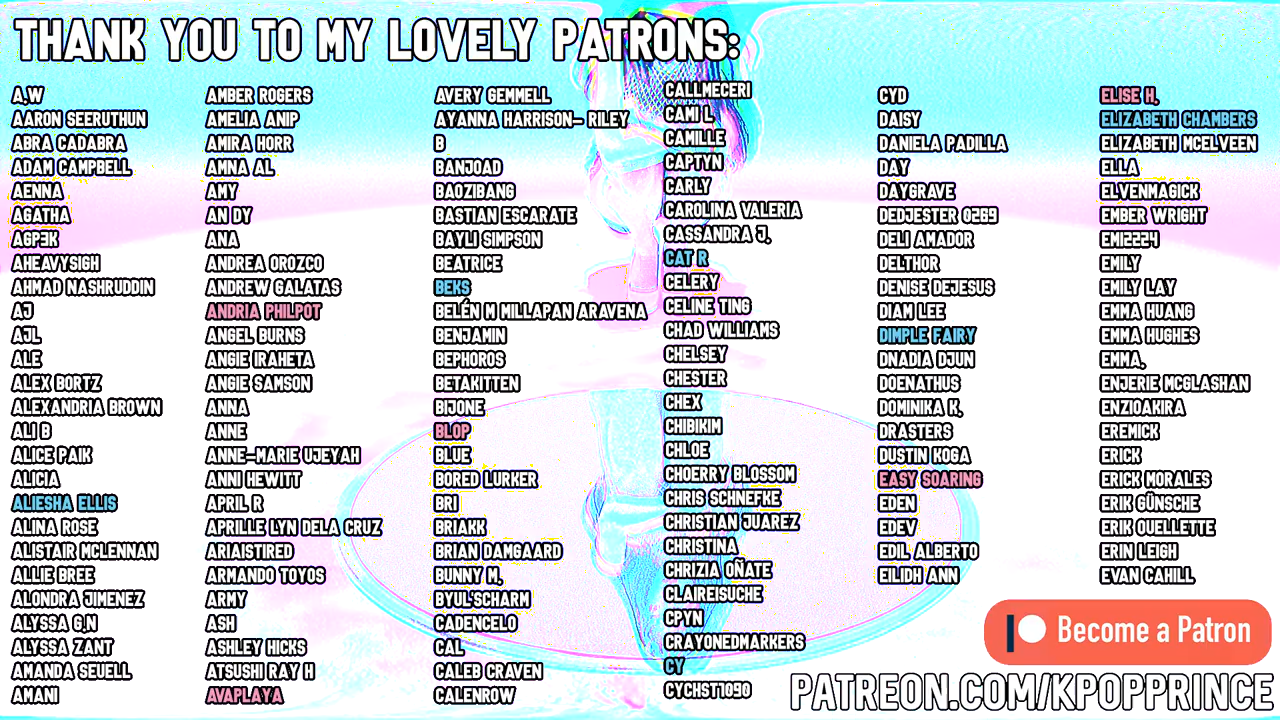 THANK YOU TO MY LOVELY PATRONS:
A,W
AARON SEERUTHUN
ABRA CADABRA
ADAM CAMPBELL
AENNA
AGATHA
AGP3K
AHEAVYSIGH
AHMAD NASHRUDDIN
AJ
AJL
ALE
ALEX BORTZ
ALEXANDRIA BROWN
ALI B
ALICE PAIK
ALICIA
ALIESHA ELLIS
ALINA ROSE
ALISTAIR MCLENNAN
ALLIE BREE
ALONDRA JIMENEZ
ALYSSA G,N
ALYSSA ZANT
AMANDA SEUELL
AMANI
AMBER ROGERS
AMELIA ANIP
AMIRA HORR
AMNA AL
AMY
AN DY
ANA
ANDREA OROZCO
ANDREW GALATAS
ANDRIA PHILPOT
ANGEL BURNS
ANGIE IRAHETA
ANGIE SAMSON
ANNA
ANNE
ANNE-MARIE UJEYAH
ANNI HEWITT
APRIL R
APRILLE LYN DELA CRUZ
ARIAISTIRED
ARMANDO TOYOS
ARMY
ASH
ASHLEY HICKS
ATSUSHI RAY H
AVAPLAYA
AVERY GEMMELL
AYANNA HARRISON- RILEY
B
BANJOAD
BAOZIBANG
BASTIAN ESCARATE
BAYLI SIMPSON
BEATRICE
BEKS
BELÉN M MILLAPAN ARAVENA
BENJAMIN
BEPHOROS
BETAKITTEN
BIJONE
BLOP
BLUE
BORED LURKER
BRI
BRIAKK
BRIAN DAMGAARD
BUNNY M,
BYUL'SCHARM
CADENCELO
CAL
CALEB CRAVEN
CALENROW
CALLMECERI
CAMI L
CAMILLE
CAPTYN
CARLY
CAROLINA VALERIA
CASSANDRA J,
CAT R
CELERY
CELINE TING
CHAD WILLIAMS
CHELSEY
CHESTER
CHEX
CHIBIKIM
CHLOE
CHOERRY BLOSSOM
CHRIS SCHNEFKE
CHRISTIAN JUAREZ
CHRISTINA
CHRIZIA OÑATE
CLAIREISUCHE
CPYN
CRAYONEDMARKERS
CY
CYCHST1090
CYD
DAISY
DANIELA PADILLA
DAY
DAYGRAVE
DEDJESTER 0269
DELI AMADOR
DELTHOR
DENISE DEJESUS
DIAM LEE
DIMPLE FAIRY
DNADIA DJUN
DOENATHUS
DOMINIKA K,
DRASTERS
DUSTIN KOGA
EASY SOARING
EDEN
EDEV
EDIL ALBERTO
EILIDH ANN
ELISE H,
ELIZABETH CHAMBERS
ELIZABETH MCELVEEN
ELLA
ELVENMAGICK
EMBER WRIGHT
EMI2224
EMILY
EMILY LAY
EMMA HUANG
EMMA HUGHES
EMMA,
ENJERIE MCGLASHAN
ENZIOAKIRA
EREMICK
ERICK
ERICK MORALES
ERIK GÜNSCHE
ERIK OUELLETTE
ERIN LEIGH
EVAN CAHILL
Become a Patron
PATREON.COM/KPOPPRINCE